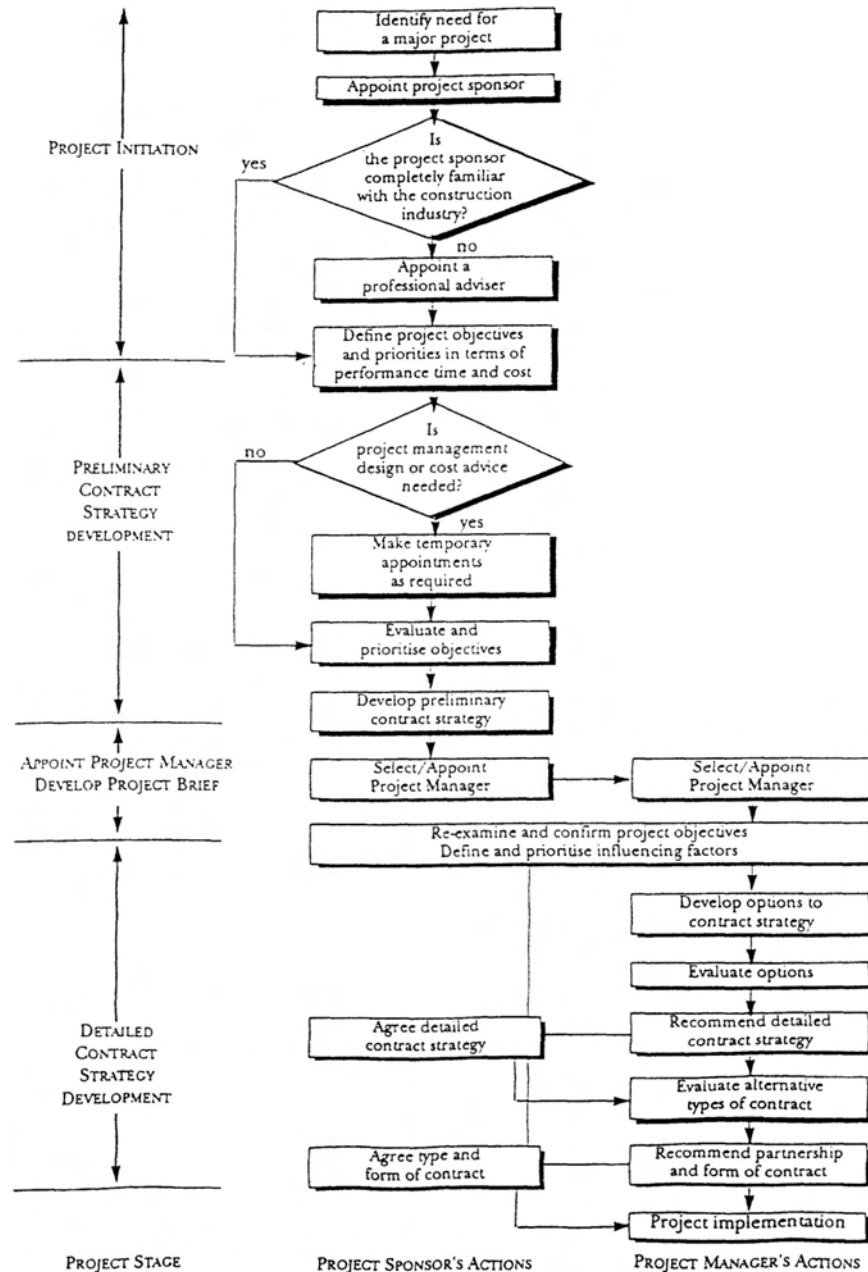 Identify need for
a major project
Appoint project sponsor
PROJECT INITIATION
yes
Is
the project sponsor
completely familiar
with the construction
industry?
no
Appoint a
professional adviser
Define project objectives
and priorities in terms of
performance time and cost
PRELIMINARY
CONTRACT
STRATEGY
DEVELOPMENT
no
Is
project management
design or cost advice
needed?
yes
Make temporary
appointments
as required
Evaluate and
prioritise objectives
Develop preliminary
contract strategy
APPOINT PROJECT MANAGER
DEVELOP PROJECT BRIEF
Select/Appoint
Project Manager
Select/Appoint
Project Manager
Re-examine and confirm project objectives
Define and prioritise influencing factors
Develop options to
contract strategy
Evaluate options
DETAILED
CONTRACT
STRATEGY
DEVELOPMENT
Agree detailed
contract strategy
Recommend detailed
contract strategy
Evaluate alternative
types of contract
Agree type and
form of contract
Recommend partnership
and form of contract
Project implementation
PROJECT STAGE
PROJECT SPONSOR'S ACTIONS
PROJECT MANAGER'S ACTIONS